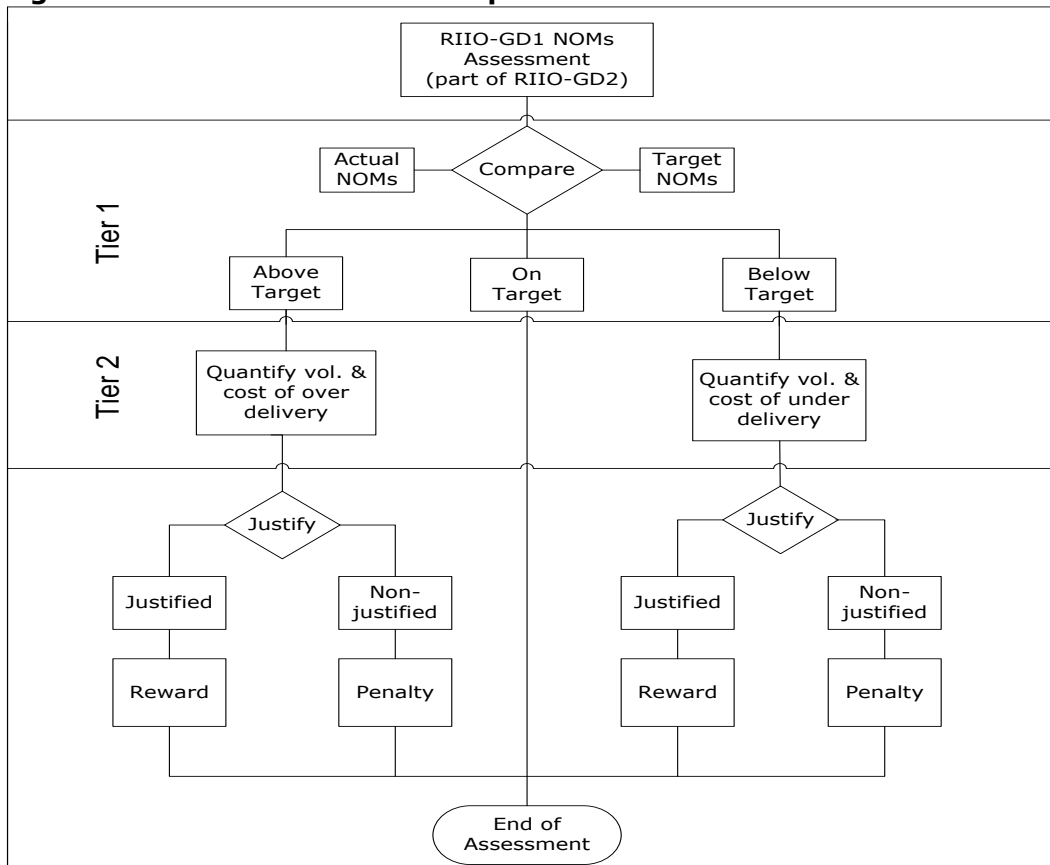 RIIO-GD1 NOMs
Assessment
(part of RIIO-GD2)
Tier 1
Actual
NOMs
Compare
Target
NOMs
Above
Target
On
Target
Below
Target
Tier 2
Quantify vol. &
cost of over
delivery
Quantify vol. &
cost of under
delivery
Justify
Justify
Justified
Non-
justified
Justified
Non-
justified
Reward
Penalty
Reward
Penalty
End of
Assessment